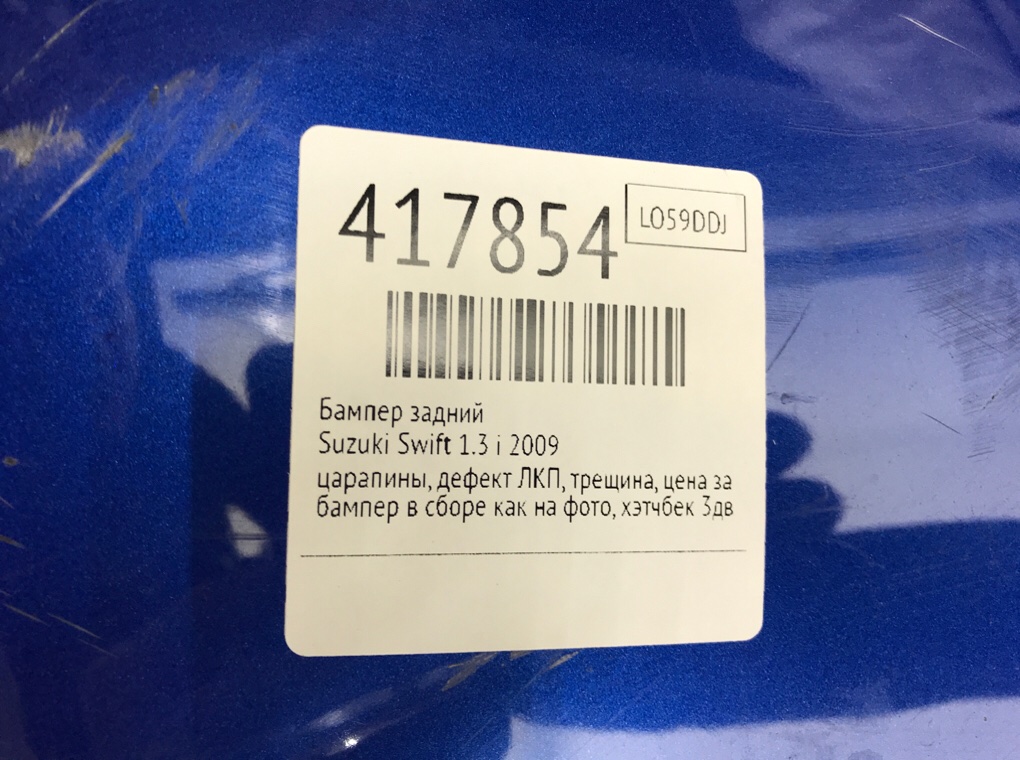 417854
LO59DDJ
Бампер задний
Suzuki Swift 1.3 i 2009
царапины, дефект ЛКП, трещина, цена за
бампер в сборе как на фото, хэтчбек 3дв